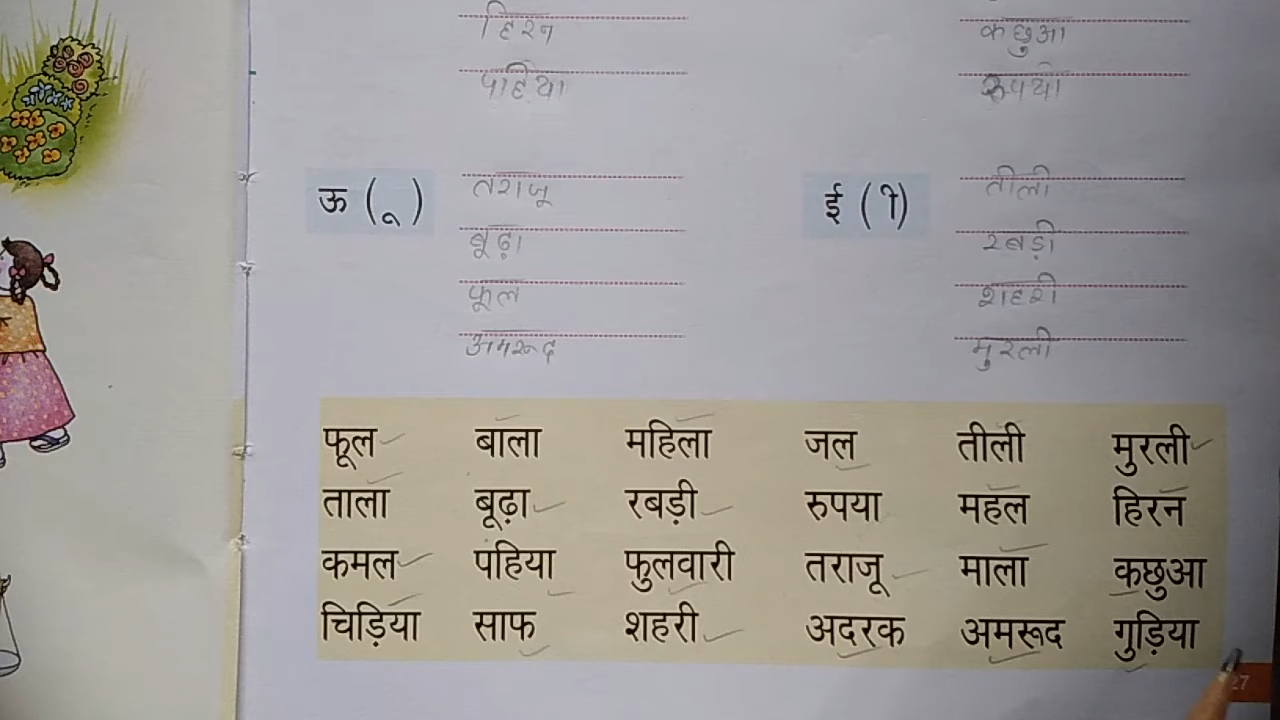 हिरन कछुआ
पहिया रुपया
ऊ ( ू ) तराजू ई ( ी ) तीली
बूढ़ा रबड़ी
फूल शहरी
अमरूद मुरली
फूल बाला महिला जल तीली मुरली
ताला बूढ़ा रबड़ी रुपया महल हिरन
कमल पहिया फुलवारी तराजू माला कछुआ
चिड़िया साफ शहरी अदरक अमरूद गुड़िया
27